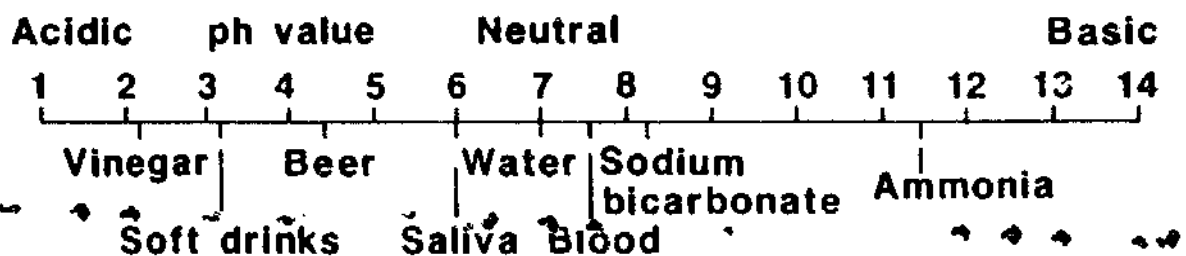 Acidic ph value Neutral Basic
1 2 3 4 5 6 7 8 9 10 11 12 13 14
Vinegar Beer Water Sodium
bicarbonate Ammonia
Soft drinks Saliva Blood